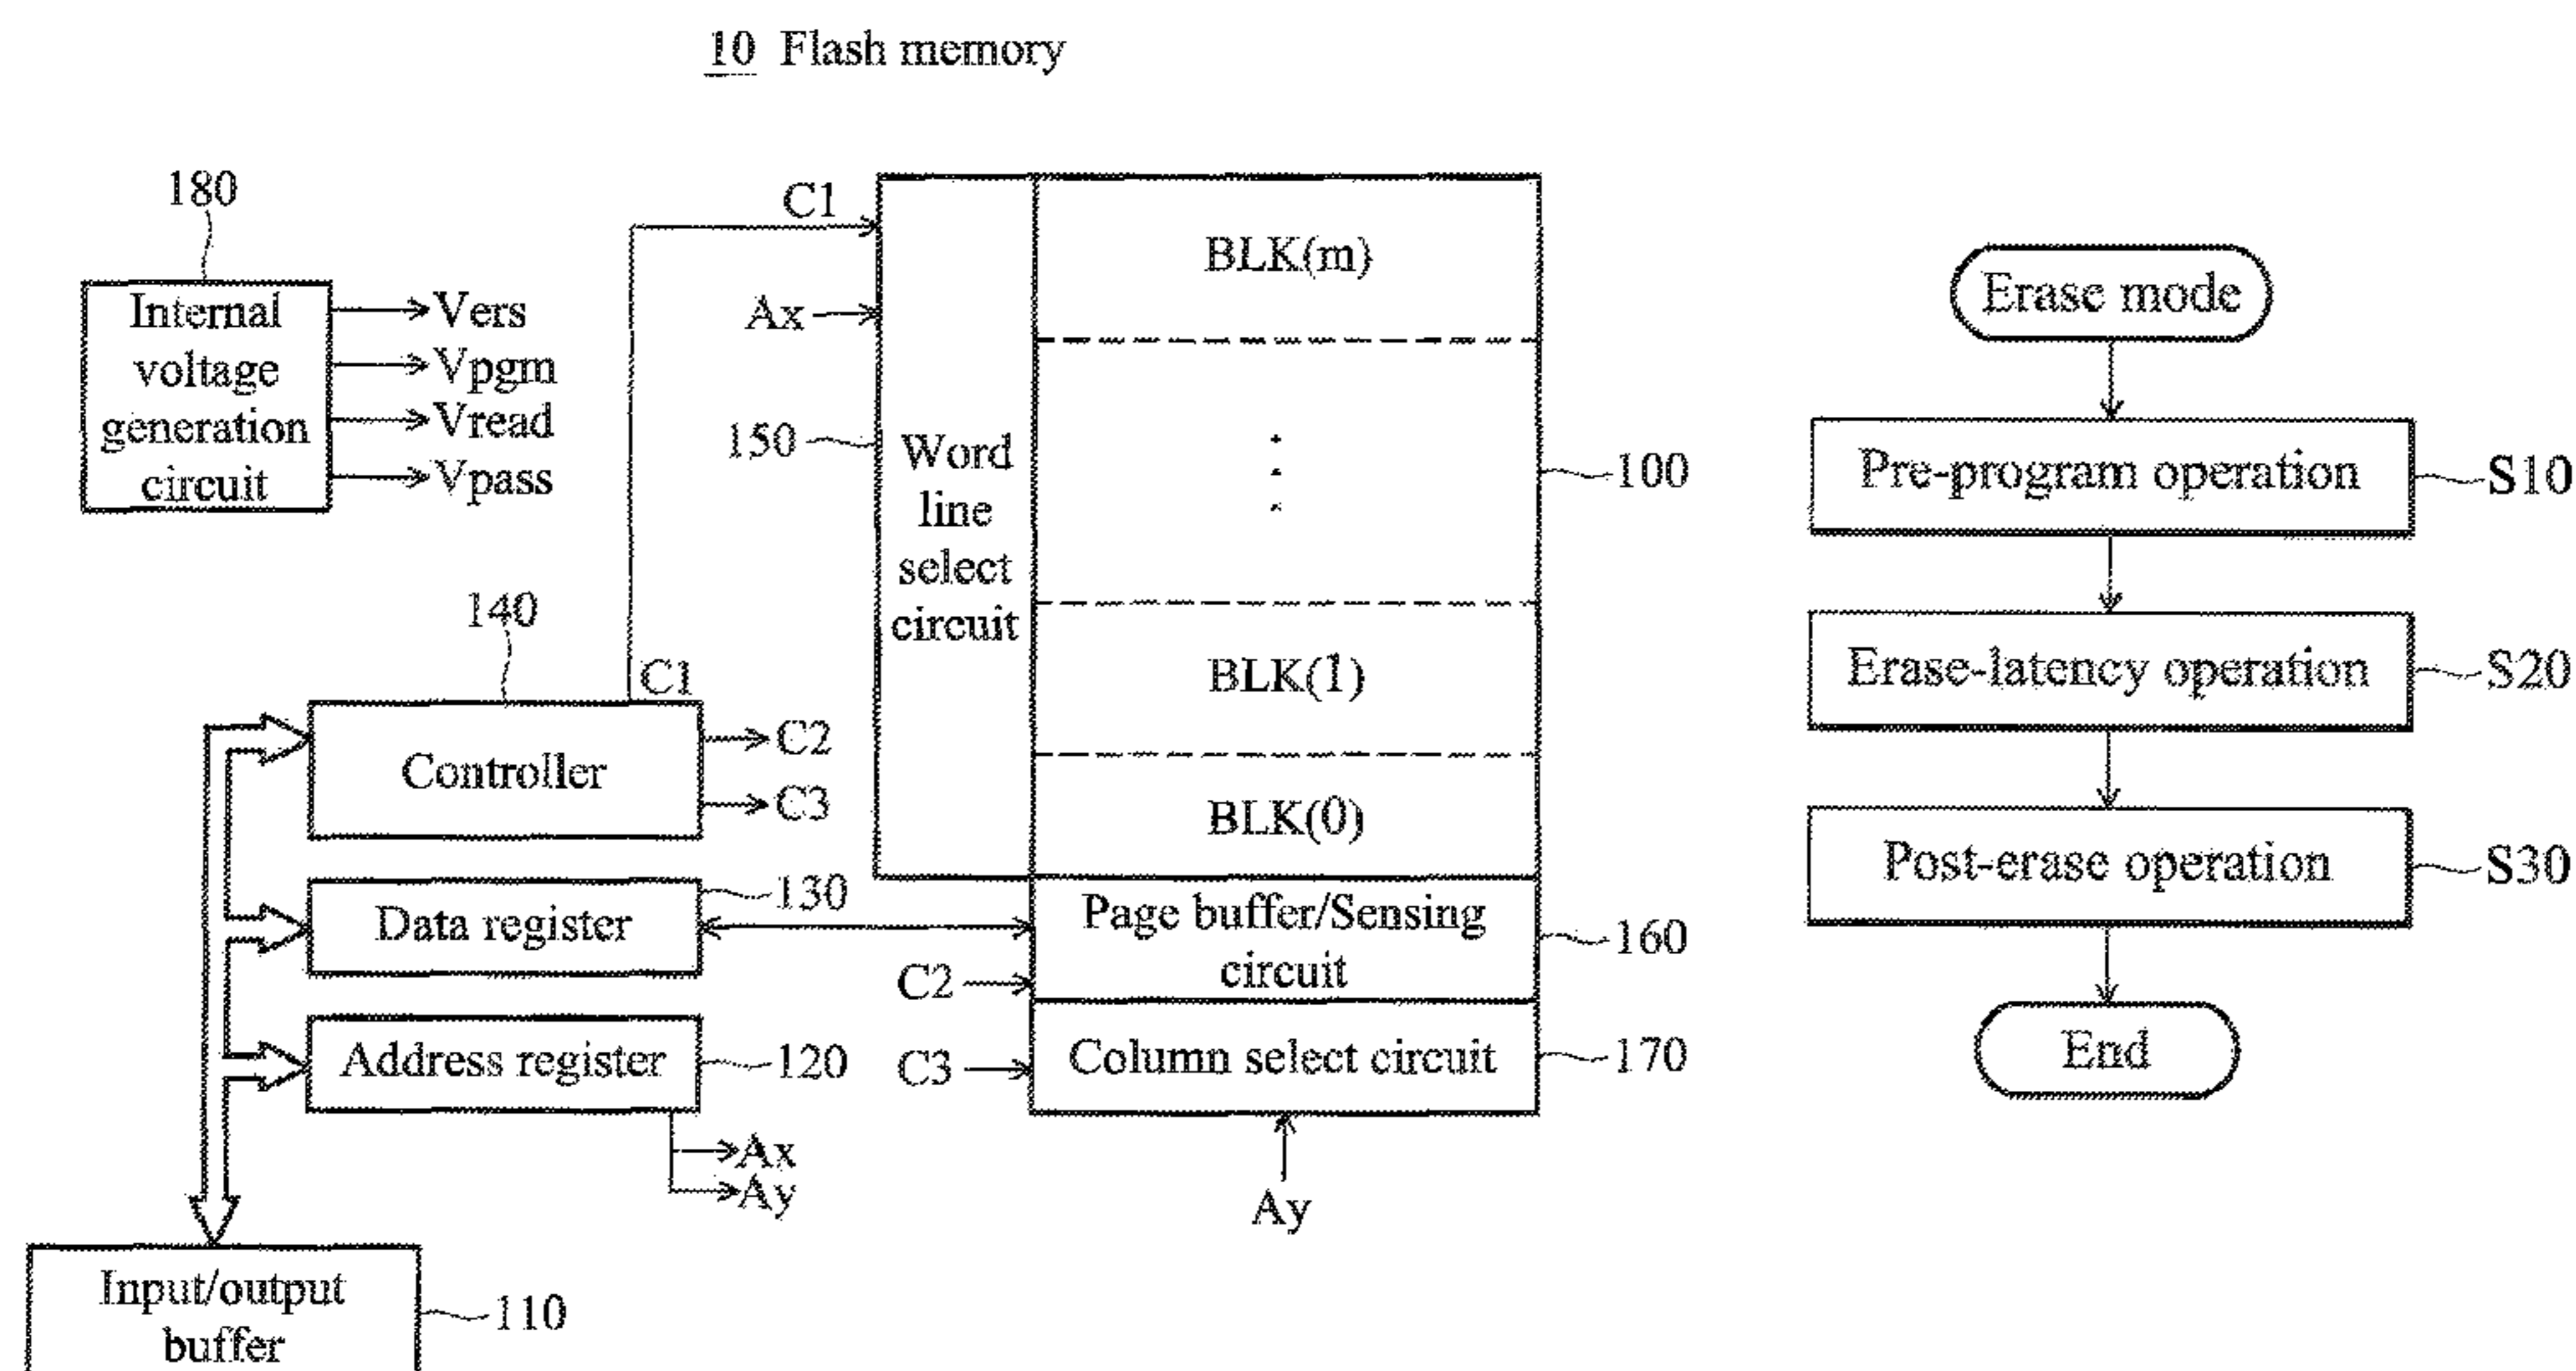 10 Flash memory
180
Internal
voltage
generation
circuit
Vers
Vpgm
Vread
Vpass
C1
Ax
150
Word
line
select
circuit
BLK(m)
BLK(1)
BLK(0)
100
140
C1
Controller
C2
C3
Data register
130
Address register
120
Ax
Ay
Input/output
buffer
110
Page buffer/Sensing
circuit
160
C2
Column select circuit
170
C3
Ay
Erase mode
Pre-program operation
S10
Erase-latency operation
S20
Post-erase operation
S30
End